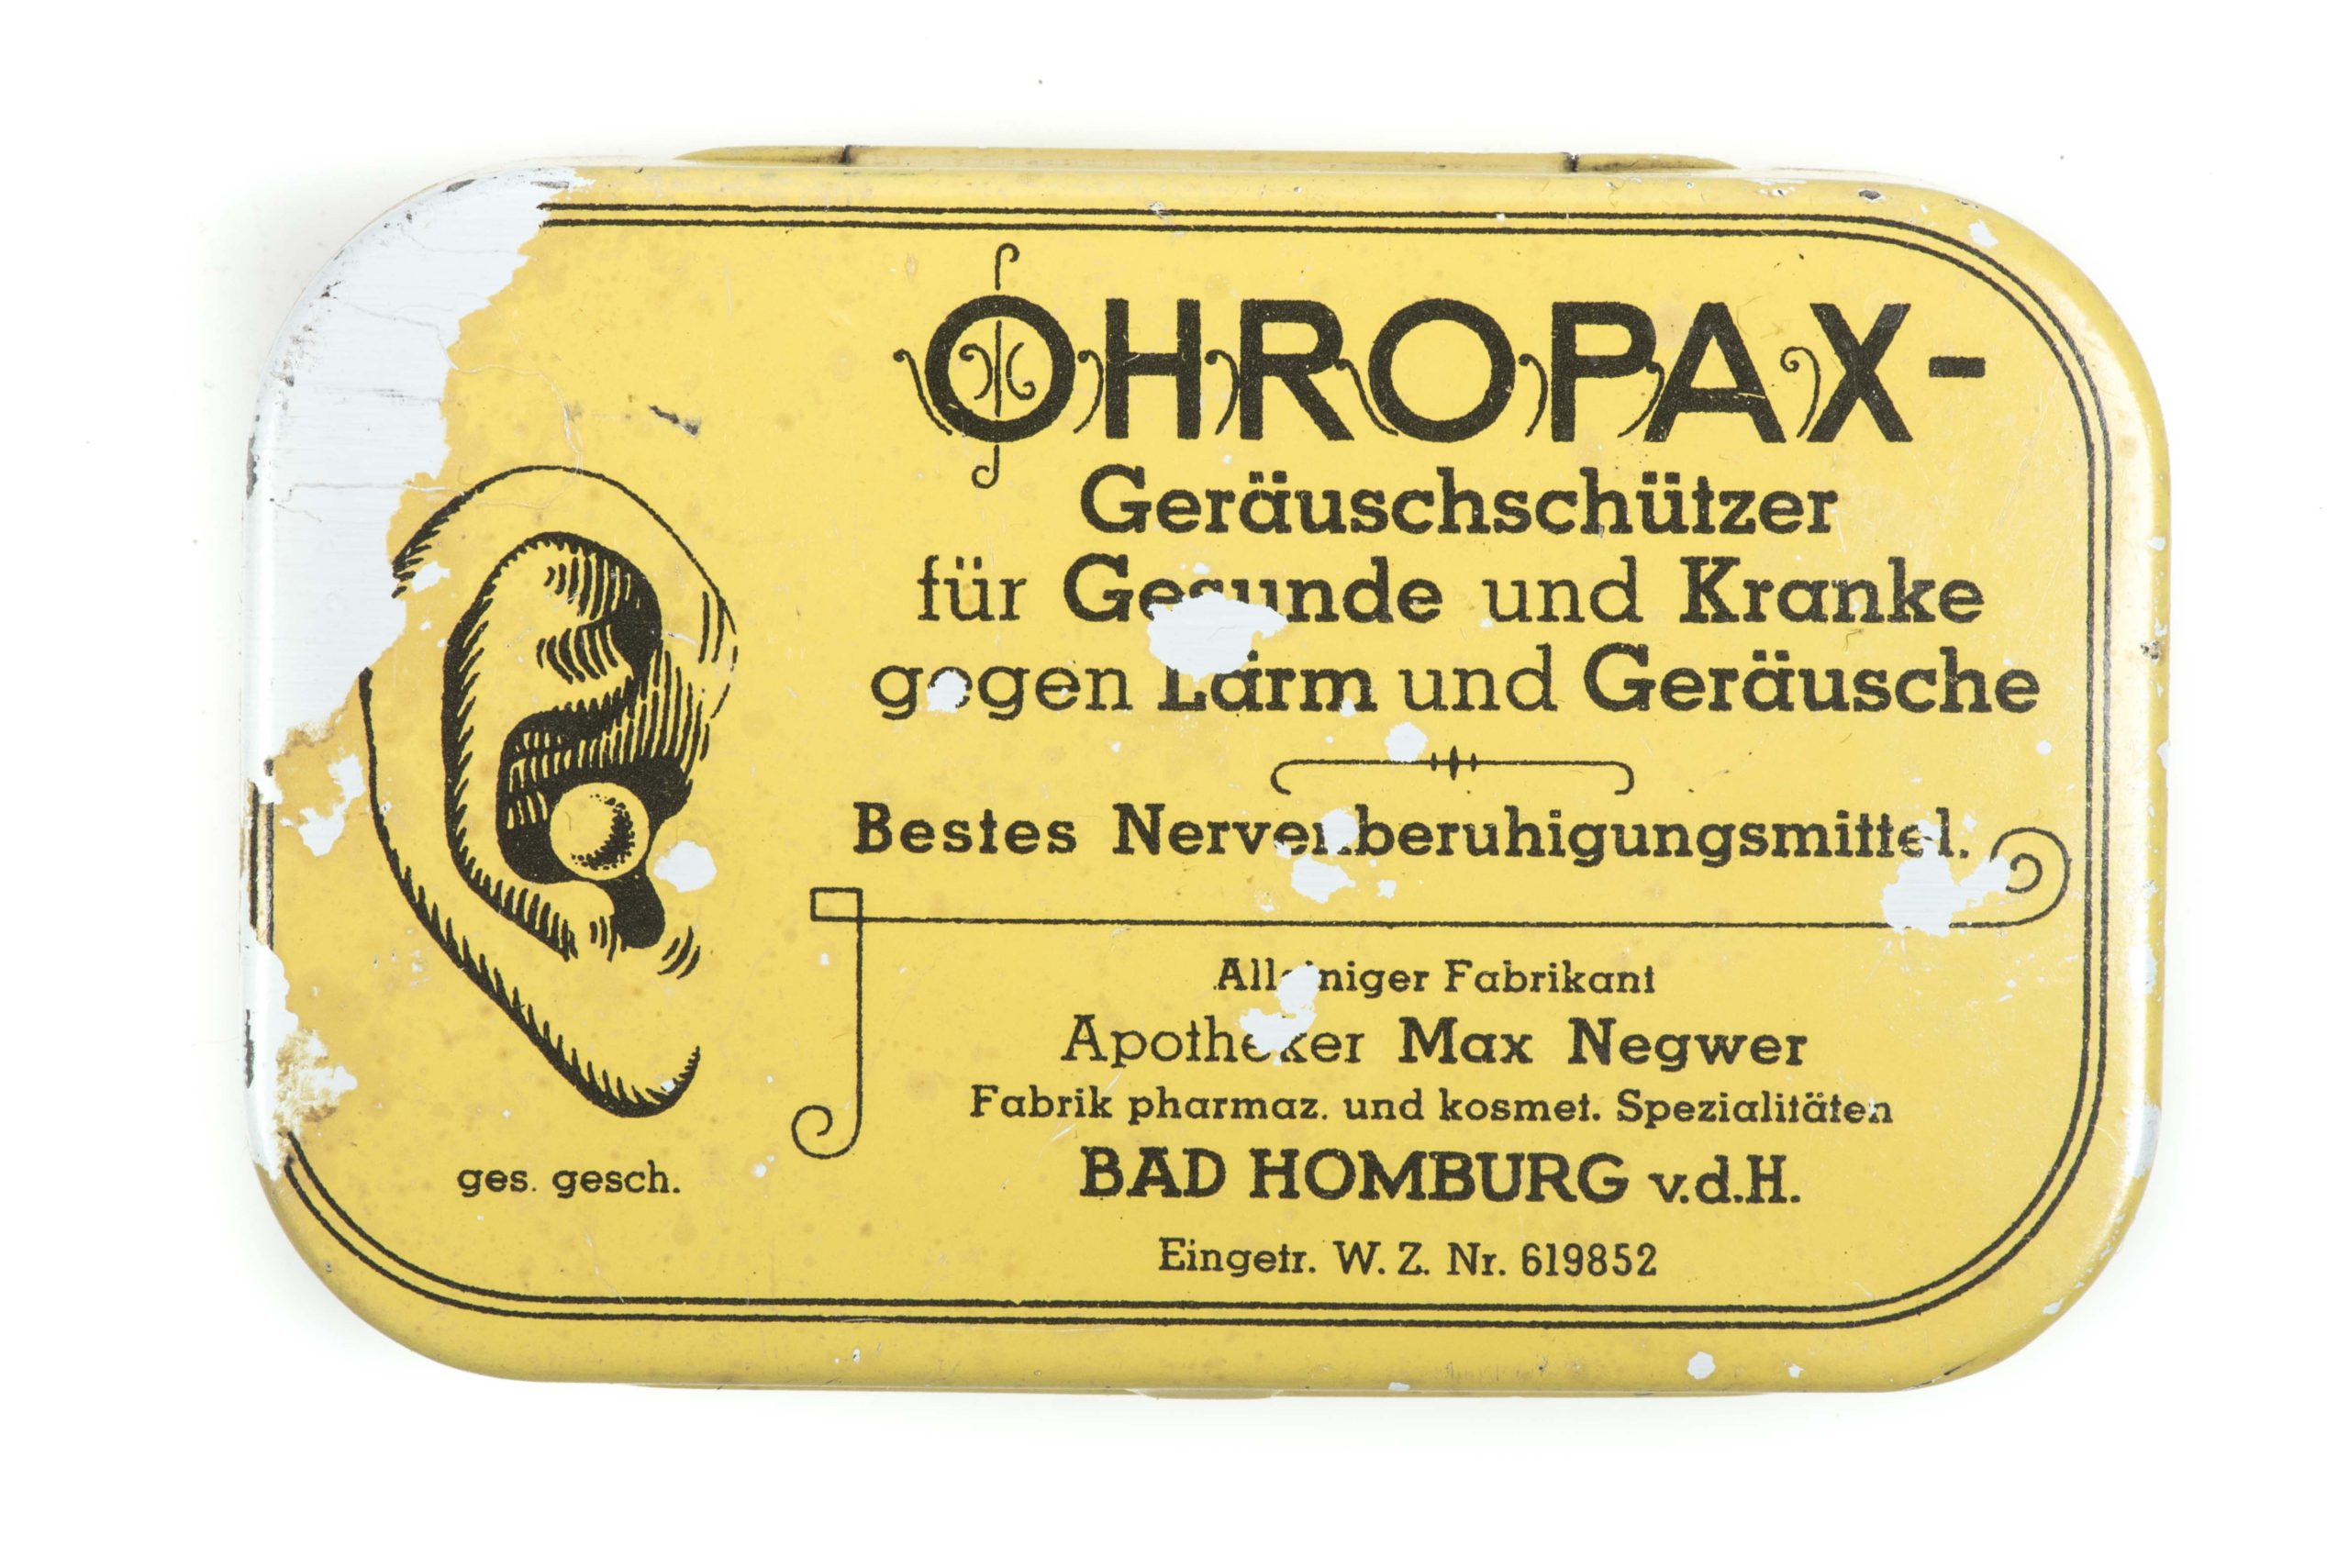 OHROPAX-
Geräuschschützer
für Gesunde und Kranke
gegen Lärm und Geräusche
Bestes Nervenberuhigungsmittel.
Alleiniger Fabrikant
Apotheker Max Negwer
Fabrik pharmaz. und kosmet. Spezialitäten
BAD HOMBURG v.d.H.
Eingetr. W. Z. Nr. 619852
ges. gesch.